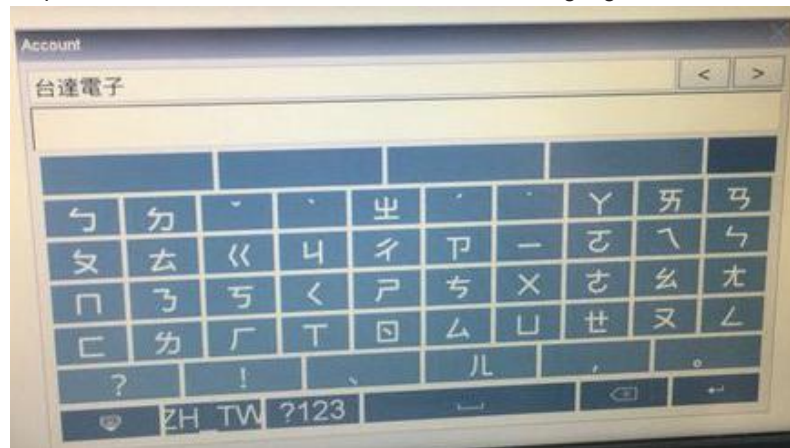 Account
台達電子 < >
ㄅ ㄉ ˇ ˋ ㄓ ˊ ˙ ㄚ ㄞ ㄢ
ㄆ ㄊ ㄍ ㄐ ㄔ ㄗ ㄧ ㄛ ㄟ ㄣ
ㄇ ㄋ ㄎ ㄑ ㄕ ㄘ ㄨ ㄜ ㄠ ㄤ
ㄈ ㄌ ㄏ ㄒ ㄖ ㄙ ㄩ ㄝ ㄡ ㄥ
? ! 、 ㄦ , 。
ZH_TW ?123